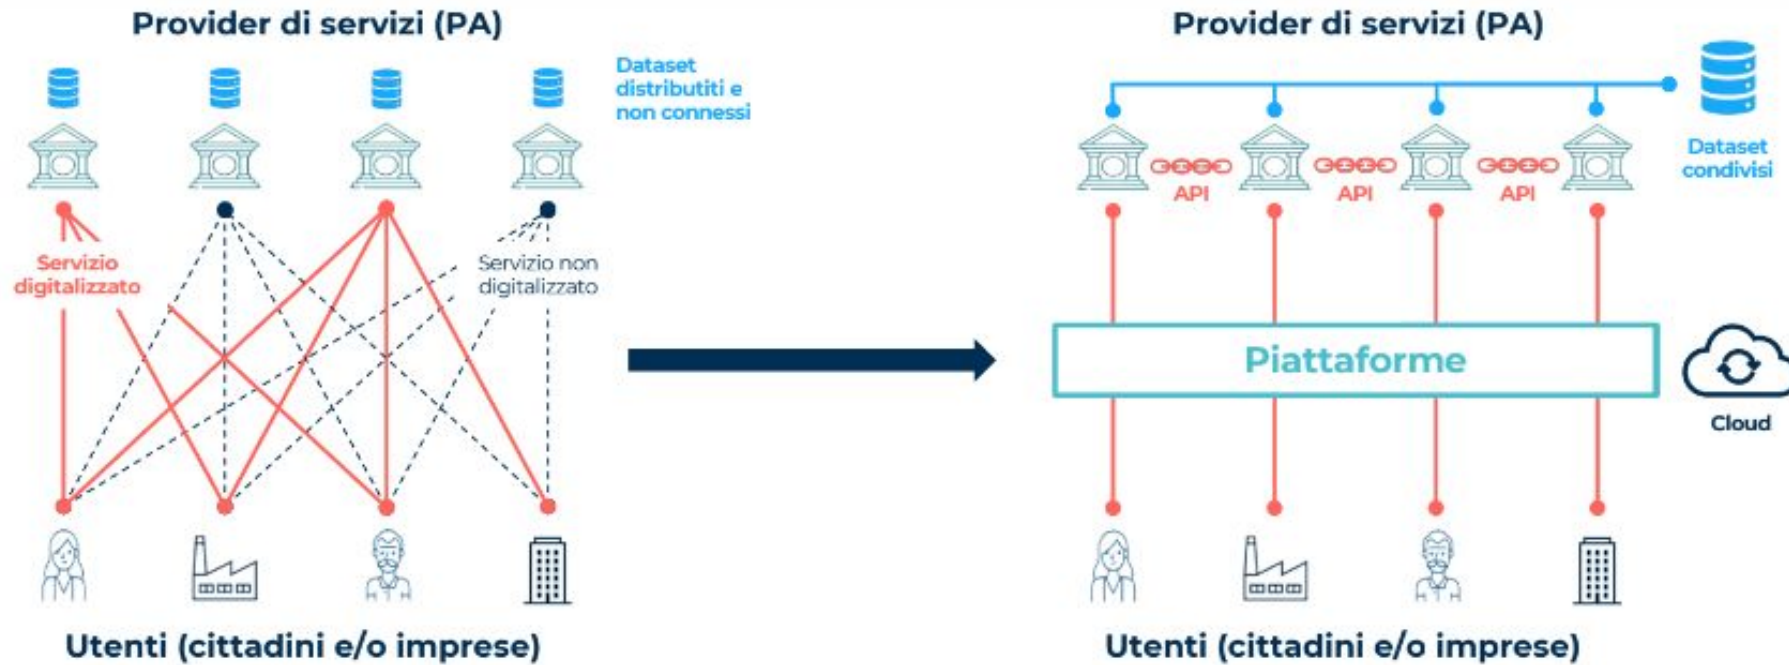 Provider di servizi (PA)
Dataset
distributiti e
non connessi
Servizio
digitalizzato
Servizio non
digitalizzato
Utenti (cittadini e/o imprese)
Provider di servizi (PA)
Dataset
condivisi
API
API
API
Piattaforme
Cloud
Utenti (cittadini e/o imprese)